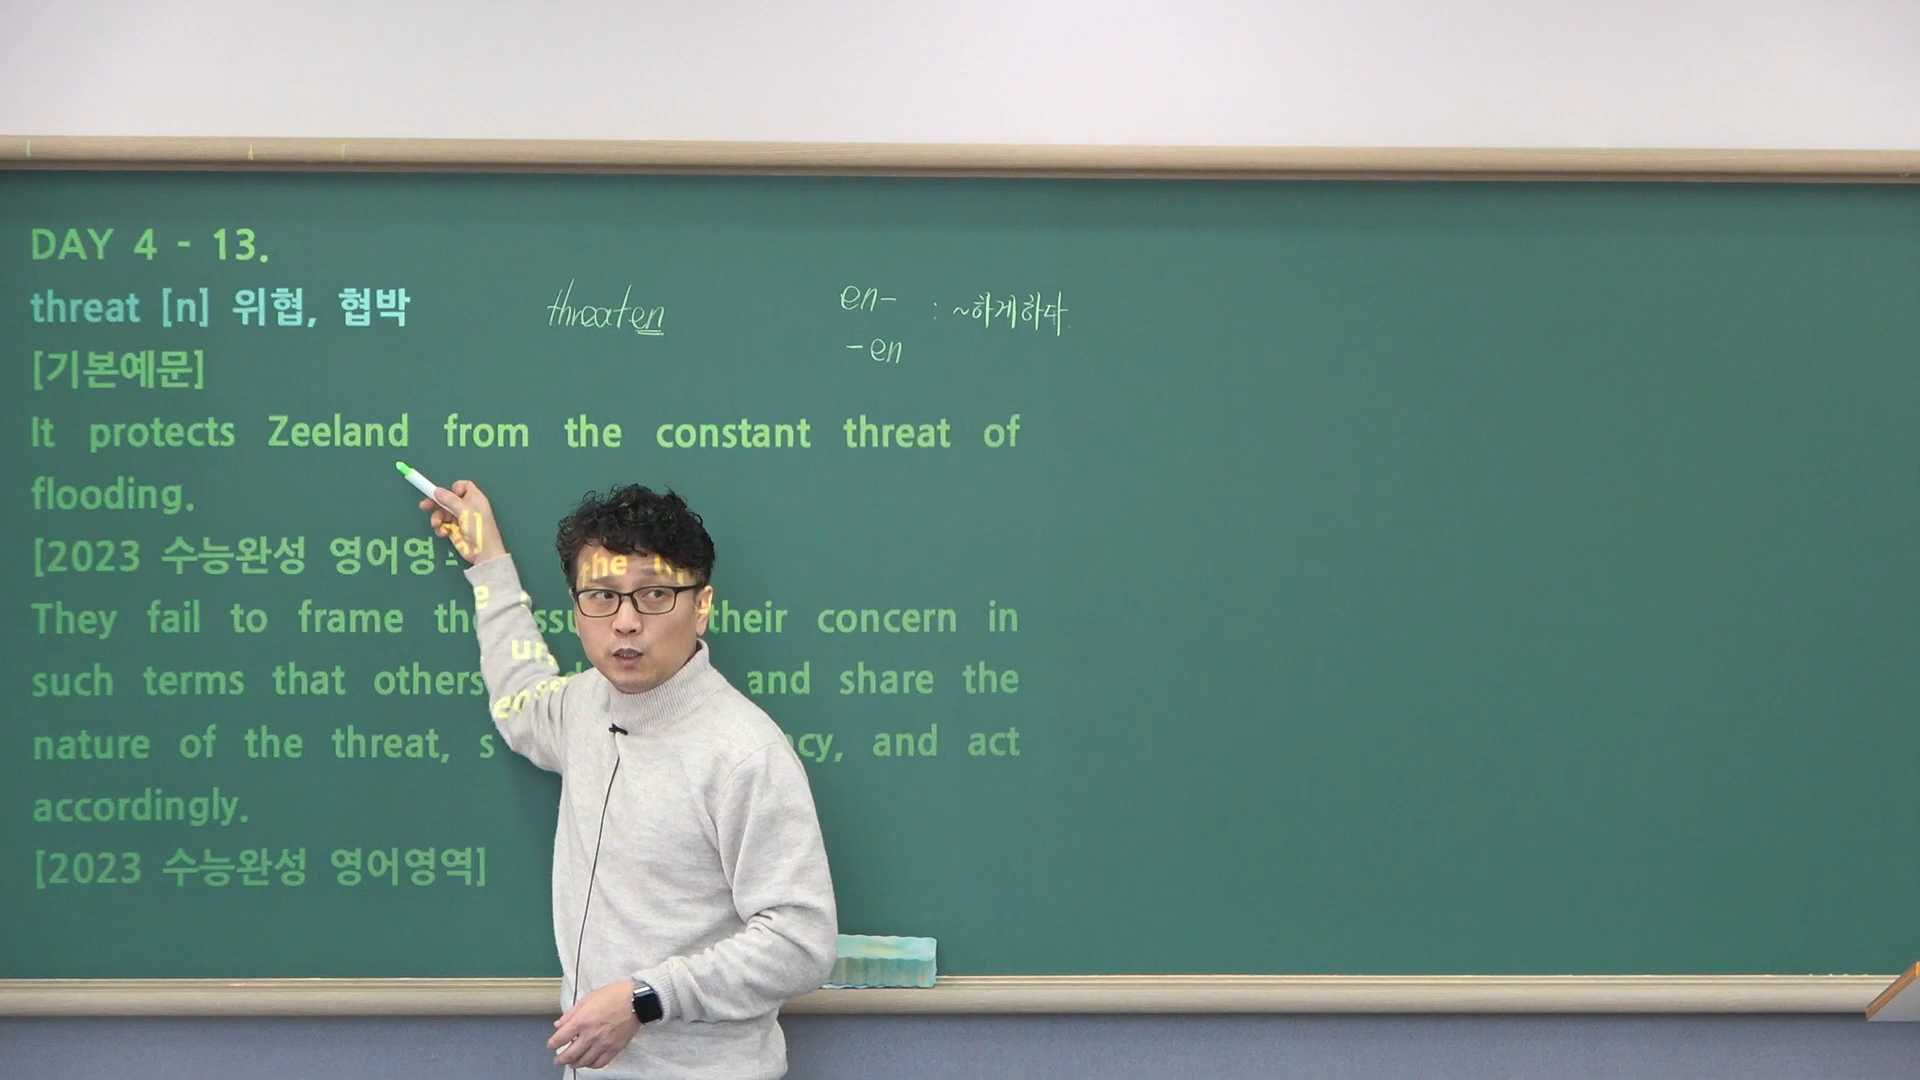 DAY 4 - 13.
threat [n] 위협, 협박
threaten
en- : ~하게하다.
-en
[기본예문]
It protects Zeeland from the constant threat of
flooding.
[2023 수능완성 영어영
They fail to frame the their concern in
such terms that others and share the
nature of the threat, and act
accordingly.
[2023 수능완성 영어영역]